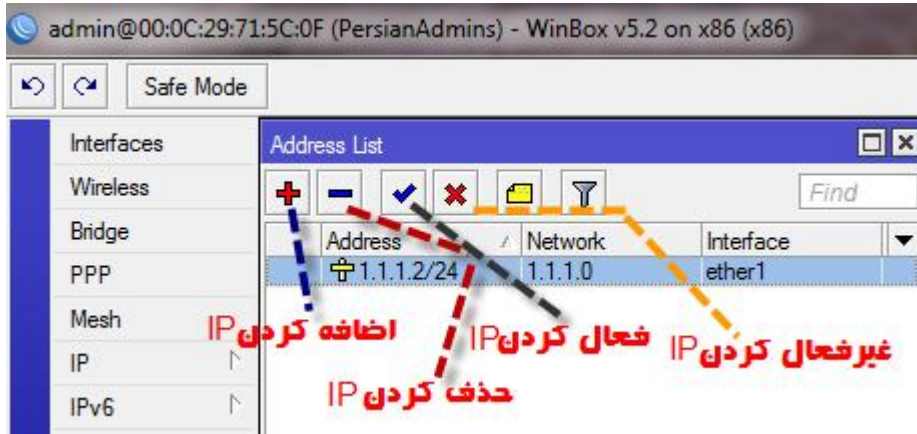 admin@00:0C:29:71:5C:0F (PersianAdmins) - WinBox v5.2 on x86 (x86)
Safe Mode
Interfaces
Wireless
Bridge
PPP
Mesh
IP
IPv6
Address List
Find
Address Network Interface
1.1.1.2/24 1.1.1.0 ether1
اضافه کردن IP
فعال کردن IP
غیرفعال کردن IP
حذف کردن IP